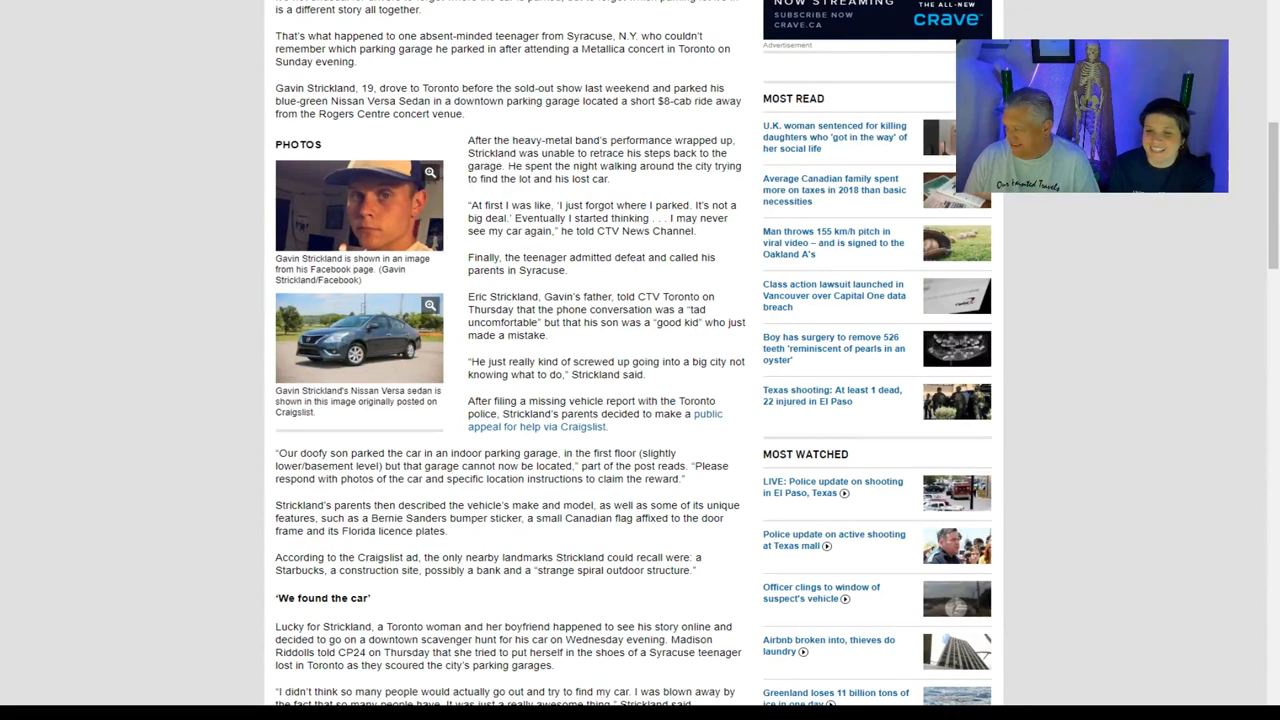 is a different story all together.
That's what happened to one absent-minded teenager from Syracuse, N.Y. who couldn't
remember which parking garage he parked in after attending a Metallica concert in Toronto on
Sunday evening.
Gavin Strickland, 19, drove to Toronto before the sold-out show last weekend and parked his
blue-green Nissan Versa Sedan in a downtown parking garage located a short $8-cab ride away
from the Rogers Centre concert venue.
PHOTOS
Gavin Strickland is shown in an image
from his Facebook page. (Gavin
Strickland/Facebook)
Gavin Strickland's Nissan Versa sedan is
shown in this image originally posted on
Craigslist.
After the heavy-metal band's performance wrapped up,
Strickland was unable to retrace his steps back to the
garage. He spent the night walking around the city trying
to find the lot and his lost car.
“At first I was like, ‘I just forgot where I parked. It's not a
big deal.’ Eventually I started thinking . . . I may never
see my car again,” he told CTV News Channel.
Finally, the teenager admitted defeat and called his
parents in Syracuse.
Eric Strickland, Gavin's father, told CTV Toronto on
Thursday that the phone conversation was a “tad
uncomfortable” but that his son was a “good kid” who just
made a mistake.
“He just really kind of screwed up going into a big city not
knowing what to do,” Strickland said.
After filing a missing vehicle report with the Toronto
police, Strickland's parents decided to make a public
appeal for help via Craigslist.
“Our doofy son parked the car in an indoor parking garage, in the first floor (slightly
lower/basement level) but that garage cannot now be located,” part of the post reads. “Please
respond with photos of the car and specific location instructions to claim the reward.”
Strickland's parents then described the vehicle's make and model, as well as some of its unique
features, such as a Bernie Sanders bumper sticker, a small Canadian flag affixed to the door
frame and its Florida licence plates.
According to the Craigslist ad, the only nearby landmarks Strickland could recall were: a
Starbucks, a construction site, possibly a bank and a “strange spiral outdoor structure.”
‘We found the car’
Lucky for Strickland, a Toronto woman and her boyfriend happened to see his story online and
decided to go on a downtown scavenger hunt for his car on Wednesday evening. Madison
Riddolls told CP24 on Thursday that she tried to put herself in the shoes of a Syracuse teenager
lost in Toronto as they scoured the city's parking garages.
“I didn't think so many people would actually go out and try to find my car. I was blown away by
the fact that so many people have. It was just a really awesome thing,” Strickland said
NOW STREAMING
SUBSCRIBE NOW
CRAVE.CA
THE ALL-NEW
CRAVE
Advertisement
MOST READ
U.K. woman sentenced for killing
daughters who 'got in the way' of
her social life
Average Canadian family spent
more on taxes in 2018 than basic
necessities
Man throws 155 km/h pitch in
viral video – and is signed to the
Oakland A's
Class action lawsuit launched in
Vancouver over Capital One data
breach
Boy has surgery to remove 526
teeth 'reminiscent of pearls in an
oyster'
Texas shooting: At least 1 dead,
22 injured in El Paso
MOST WATCHED
LIVE: Police update on shooting
in El Paso, Texas
Police update on active shooting
at Texas mall
Officer clings to window of
suspect's vehicle
Airbnb broken into, thieves do
laundry
Greenland loses 11 billion tons of
ice in one day
Our Haunted Travels